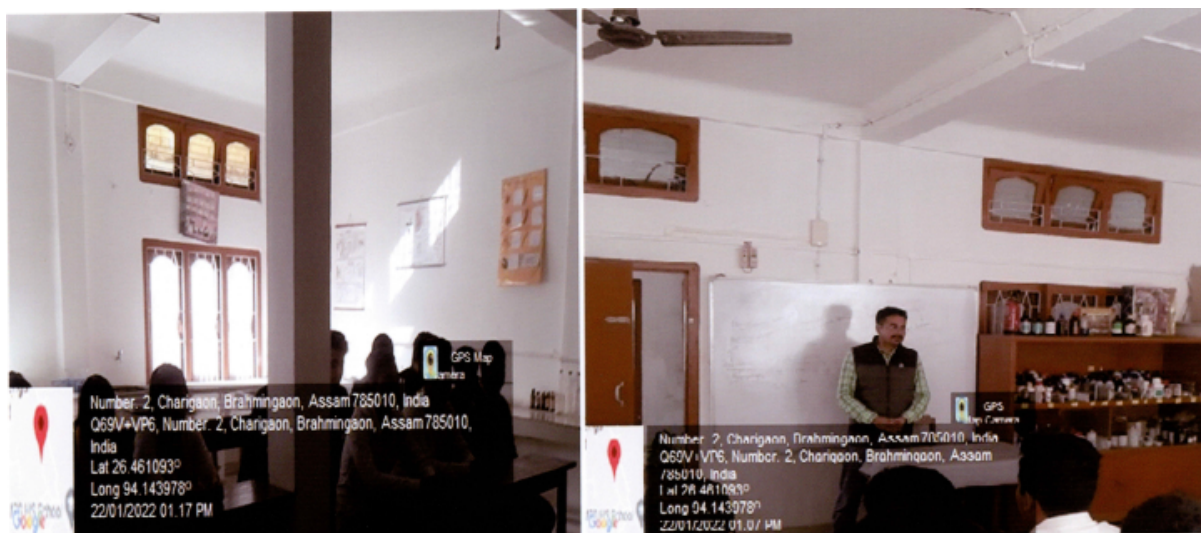 GPS Map
Camera
Number. 2, Charigaon, Brahmingaon, Assam 785010, India
Q69V+VP6, Number. 2, Charigaon, Brahmingaon, Assam 785010,
India
Lat 26.461093°
Long 94.143978°
22/01/2022 01.17 PM
School
Google
GPS
Map Camera
Number. 2, Charigaon, Brahmingaon, Assam 785010, India
Q69V+VP6, Number. 2, Charigaon, Brahmingaon, Assam
785010, India
Lat 26.461093°
Long 94.143978°
22/01/2022 01.07 PM
School
Google